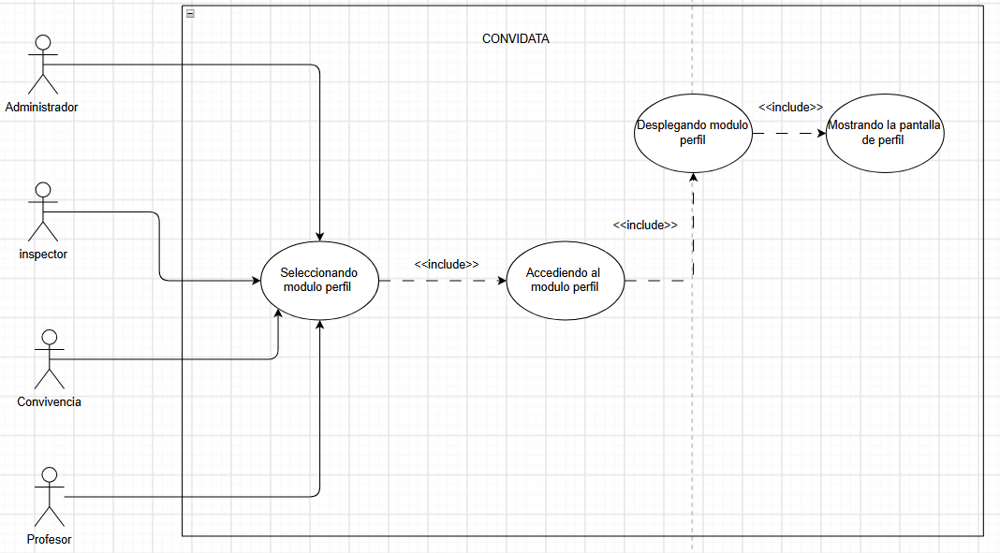 CONVIDATA
Administrador
Desplegando modulo
perfil
<<include>>
Mostrando la pantalla
de perfil
inspector
<<include>>
Seleccionando
modulo perfil
<<include>>
Accediendo al
modulo perfil
Convivencia
Profesor